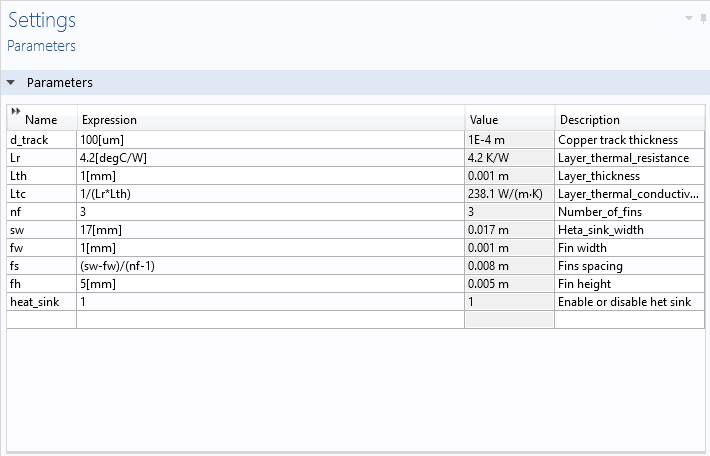 Settings
Parameters
Parameters
Name Expression Value Description
d_track 100[um] 1E-4 m Copper track thickness
Lr 4.2[degC/W] 4.2 K/W Layer_thermal_resistance
Lth 1[mm] 0.001 m Layer_thickness
Ltc 1/(Lr*Lth) 238.1 W/(m·K) Layer_thermal_conductiv...
nf 3 3 Number_of_fins
sw 17[mm] 0.017 m Heta_sink_width
fw 1[mm] 0.001 m Fin width
fs (sw-fw)/(nf-1) 0.008 m Fins spacing
fh 5[mm] 0.005 m Fin height
heat_sink 1 1 Enable or disable het sink